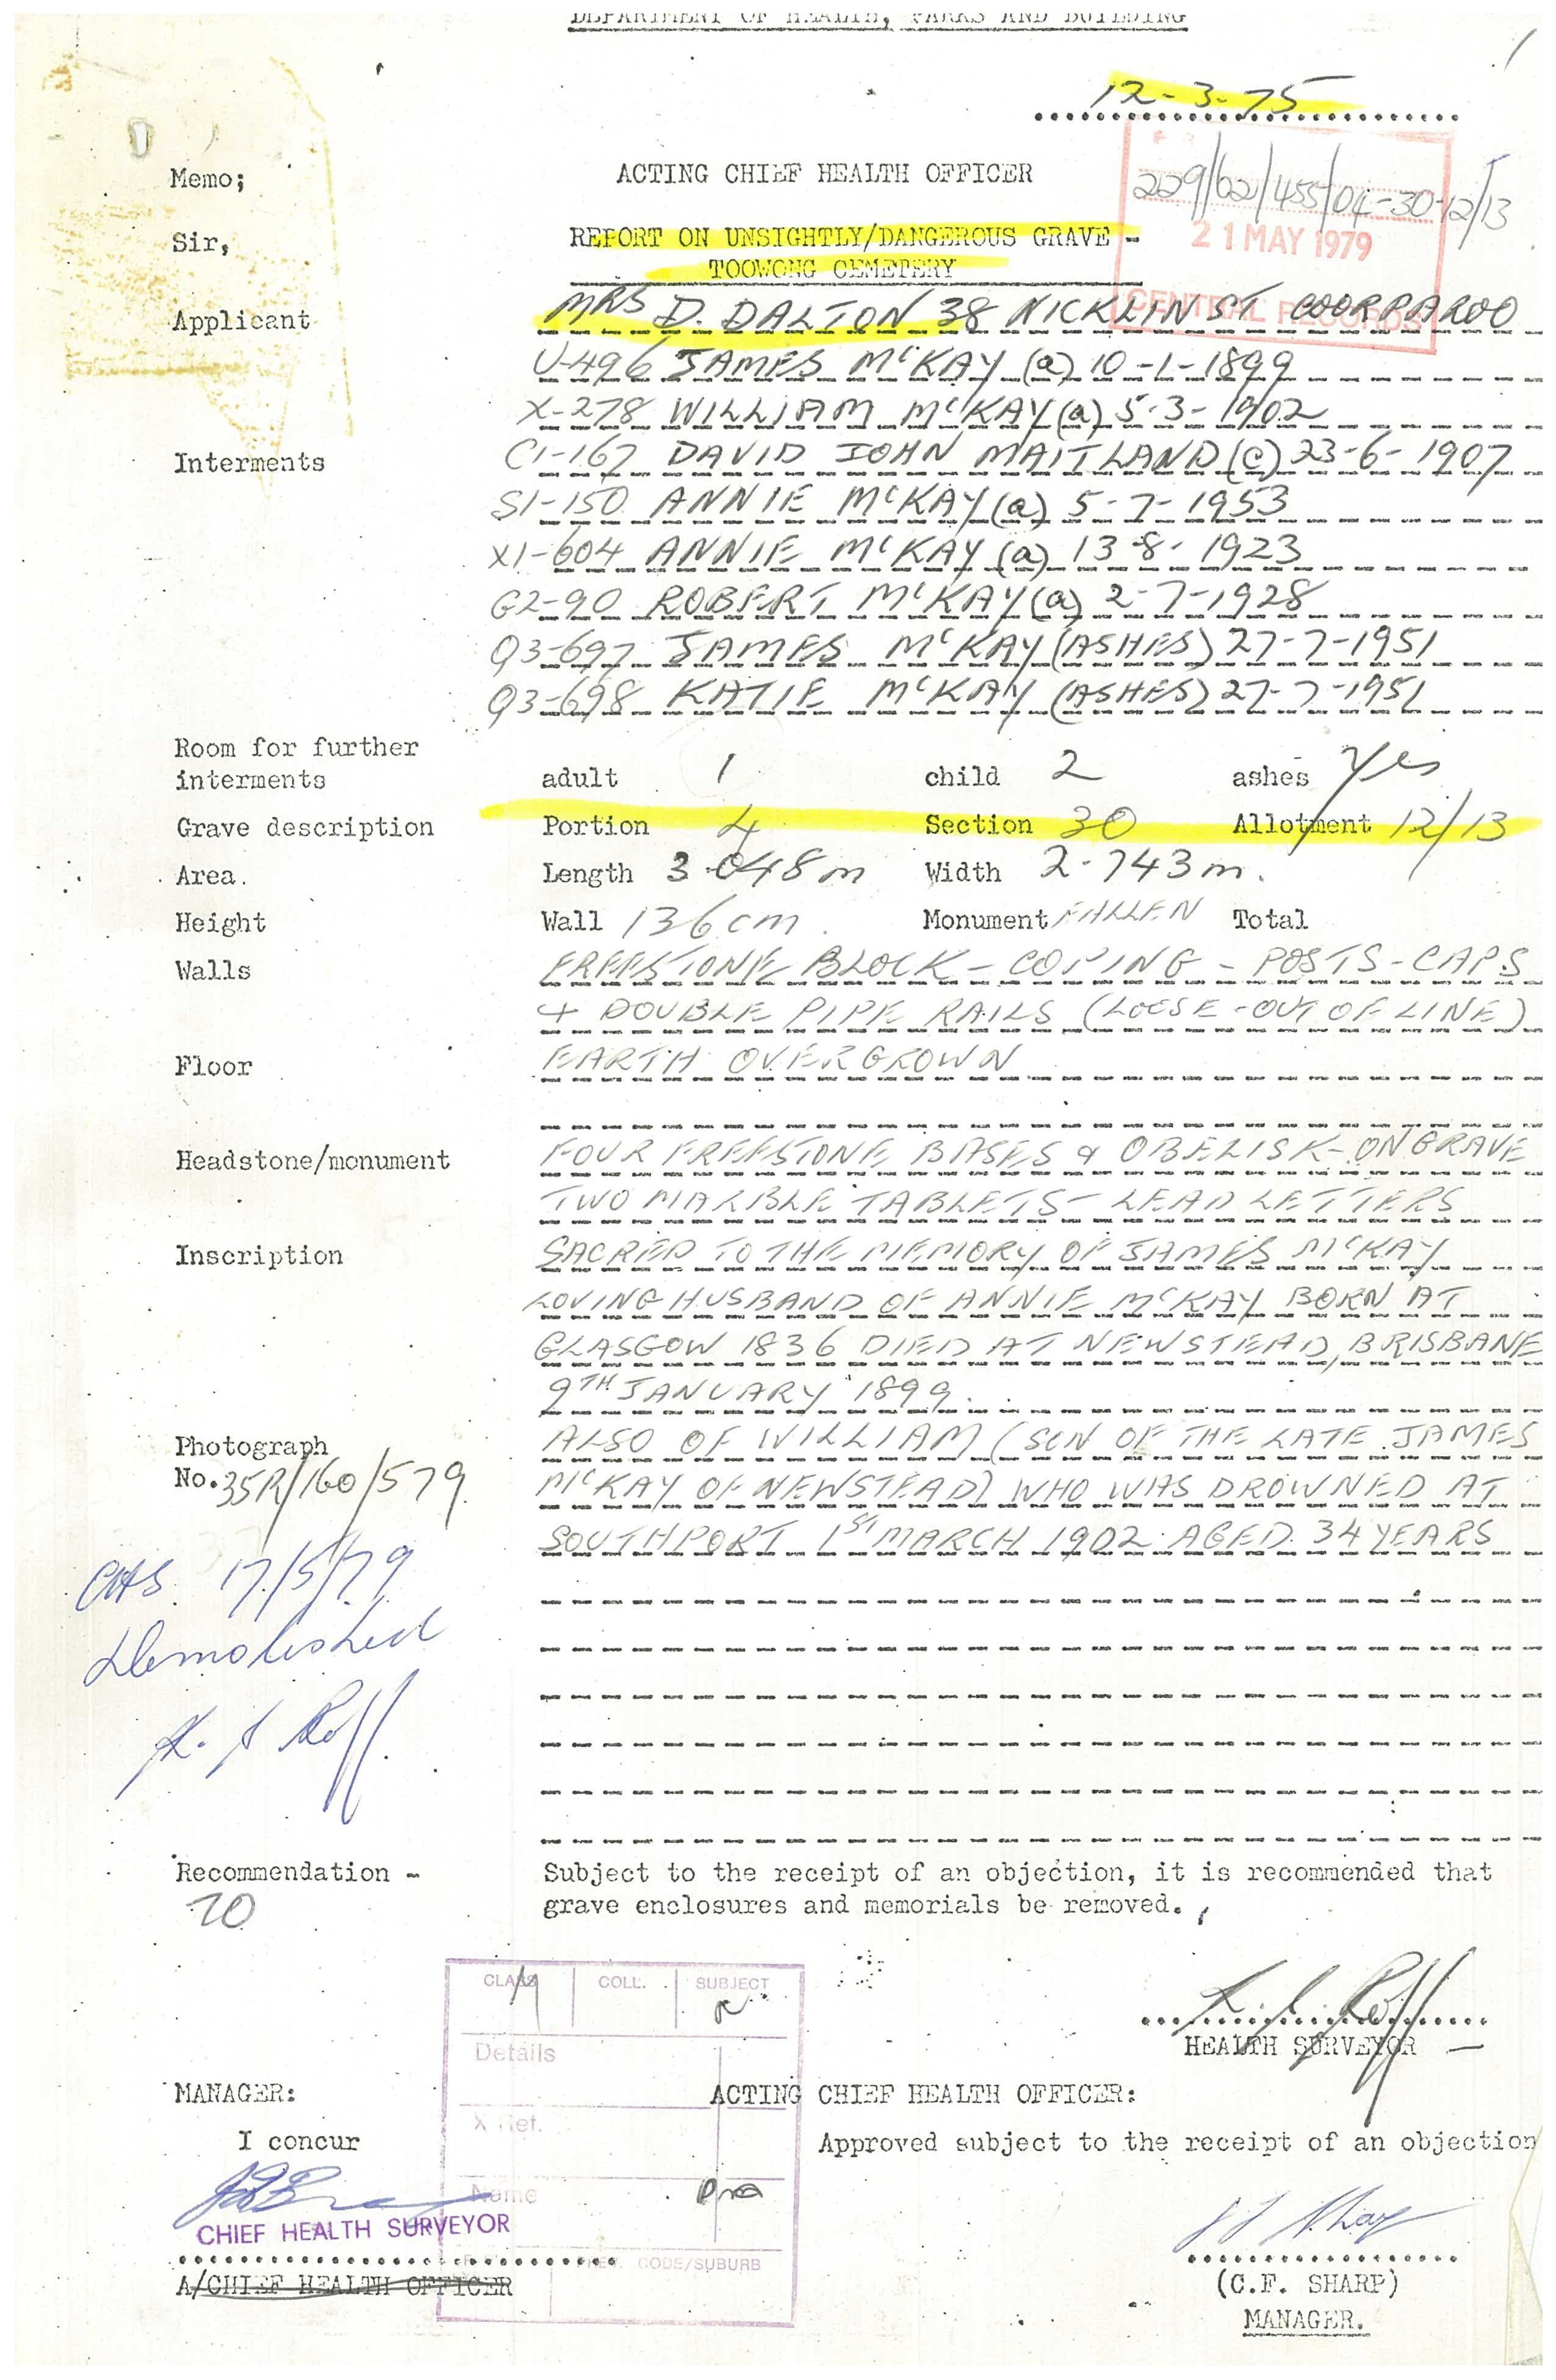 DEPARTMENT OF HEALTH, PARKS AND BUILDING
12-3-75
Memo; ACTING CHIEF HEALTH OFFICER
229/62/455/04-30-12/13
Sir, REPORT ON UNSIGHTLY/DANGEROUS GRAVE -
21 MAY 1979
TOOWONG CEMETERY
CENTRAL RECORDS
Applicant MRS D. DALTON 38 NICKLIN ST COORPAROO
U-496 JAMES McKAY (a) 10-1-1899
X-278 WILLIAM McKAY (a) 5-3-1902
Interments C1-167 DAVID JOHN MAITLAND (c) 23-6-1907
S1-150 ANNIE McKAY (a) 5-7-1953
X1-604 ANNIE McKAY (a) 13-8-1923
G2-90 ROBERT McKAY (a) 2-7-1928
Q3-697 JAMES McKAY (ASHES) 27-7-1951
Q3-698 KATIE McKAY (ASHES) 27-7-1951
Room for further
interments adult 1 child 2 ashes Yes
Grave description Portion 4 Section 30 Allotment 12/13
Area. Length 3.048m Width 2.743m.
Height Wall 136cm. Monument FALLEN Total
Walls FREESTONE BLOCK - COPING - POSTS - CAPS
+ DOUBLE PIPE RAILS (LOOSE - OUT OF LINE)
Floor EARTH OVERGROWN
Headstone/monument FOUR FREESTONE BASES & OBELISK - ON GRAVE
TWO MARBLE TABLETS - LEAD LETTERS
Inscription SACRED TO THE MEMORY OF JAMES McKAY
LOVING HUSBAND OF ANNIE McKAY BORN AT
GLASGOW 1836 DIED AT NEWSTEAD, BRISBANE
9TH JANUARY 1899.
Photograph ALSO OF WILLIAM (SON OF THE LATE JAMES
No. 35R/160/579 McKAY OF NEWSTEAD) WHO WAS DROWNED AT
SOUTHPORT 1ST MARCH 1902. AGED. 34 YEARS
17/5/79
Demolished
K. J Roff.
Recommendation - Subject to the receipt of an objection, it is recommended that
70 grave enclosures and memorials be removed.
CLASS COLL. SUBJECT
HEALTH SURVEYOR
Details
MANAGER: ACTING CHIEF HEALTH OFFICER:
X Ref.
I concur Approved subject to the receipt of an objection
Name
CHIEF HEALTH SURVEYOR
CODE/SUBURB
A/CHIEF HEALTH OFFICER (C.F. SHARP)
MANAGER.